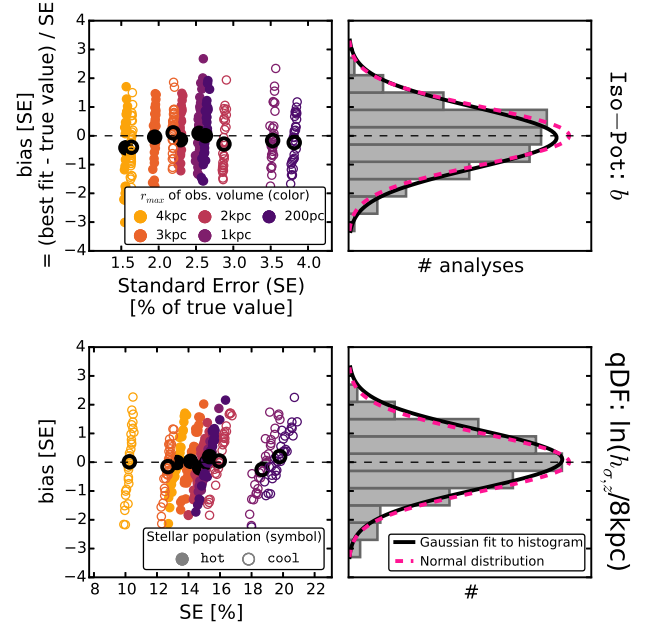 bias [SE]
= (best fit - true value) / SE
4
3
2
1
0
−1
−2
−3
−4
r_max of obs. volume (color)
4kpc 2kpc 200pc
3kpc 1kpc
1.5 2.0 2.5 3.0 3.5 4.0
Standard Error (SE)
[% of true value]
# analyses
Iso−Pot: b
bias [SE]
4
3
2
1
0
−1
−2
−3
−4
Stellar population (symbol)
hot cool
8 10 12 14 16 18 20 22
SE [%]
Gaussian fit to histogram
Normal distribution
#
qDF: ln(h_σ,z/8kpc)